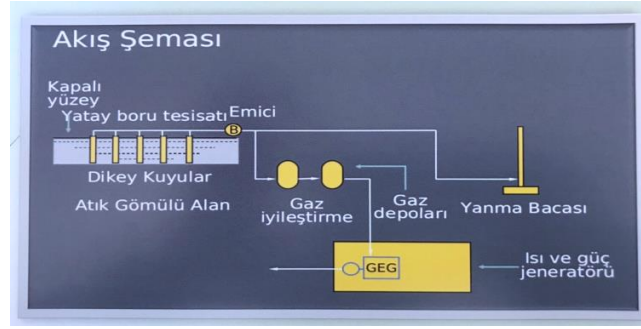 Akış Şeması
Kapalı
yüzey
Yatay boru tesisatı
Emici
B
Dikey Kuyular
Atık Gömülü Alan
Gaz
iyileştirme
Gaz
depoları
Yanma Bacası
GEG
Isı ve güç
jeneratörü